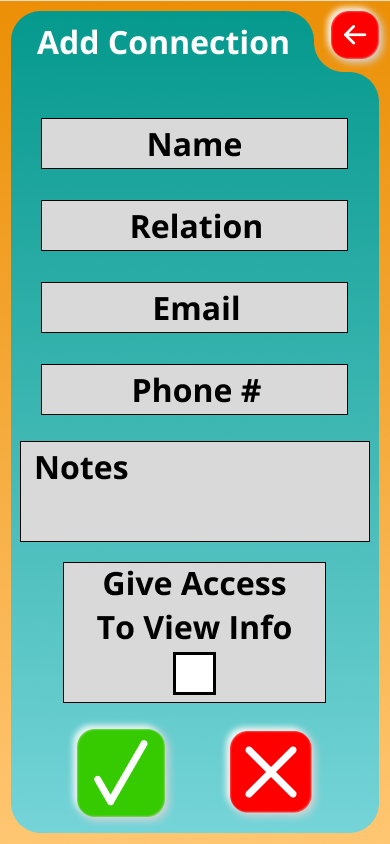 Add Connection
Name
Relation
Email
Phone #
Notes
Give Access
To View Info